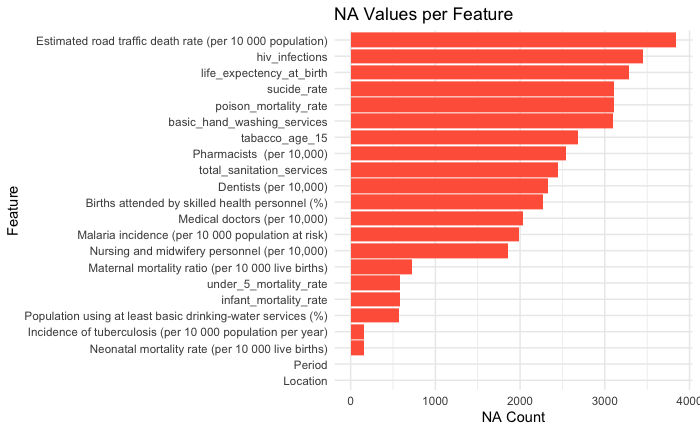 NA Values per Feature
Feature
Estimated road traffic death rate (per 10 000 population)
hiv_infections
life_expectency_at_birth
sucide_rate
poison_mortality_rate
basic_hand_washing_services
tabacco_age_15
Pharmacists  (per 10,000)
total_sanitation_services
Dentists (per 10,000)
Births attended by skilled health personnel (%)
Medical doctors (per 10,000)
Malaria incidence (per 10 000 population at risk)
Nursing and midwifery personnel (per 10,000)
Maternal mortality ratio (per 10 000 live births)
under_5_mortality_rate
infant_mortality_rate
Population using at least basic drinking-water services (%)
Incidence of tuberculosis (per 10 000 population per year)
Neonatal mortality rate (per 10 000 live births)
Period
Location
0 1000 2000 3000 4000
NA Count